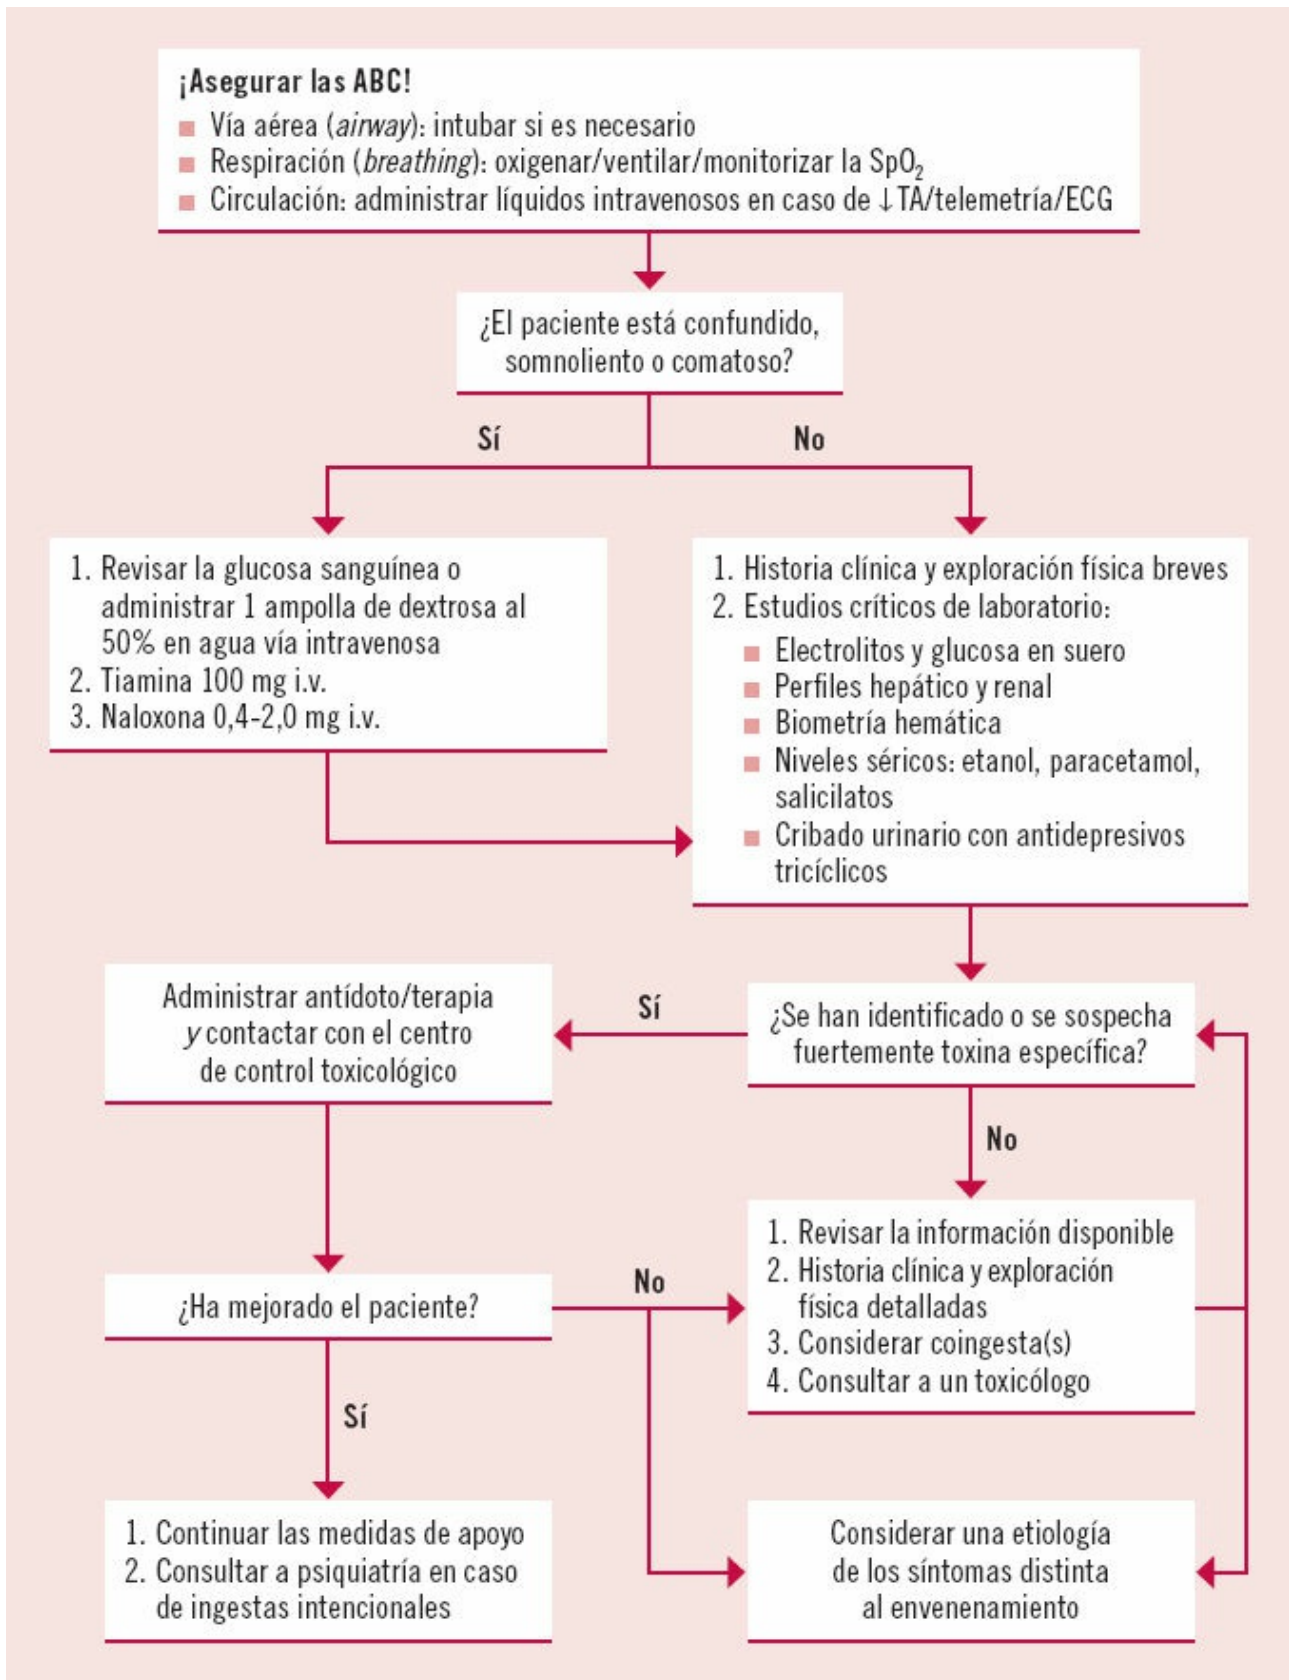 ¡Asegurar las ABC!
Vía aérea (airway): intubar si es necesario
Respiración (breathing): oxigenar/ventilar/monitorizar la SpO₂
Circulación: administrar líquidos intravenosos en caso de ↓TA/telemetría/ECG
¿El paciente está confundido,
somnoliento o comatoso?
Sí
No
1. Revisar la glucosa sanguínea o
administrar 1 ampolla de dextrosa al
50% en agua vía intravenosa
2. Tiamina 100 mg i.v.
3. Naloxona 0,4-2,0 mg i.v.
1. Historia clínica y exploración física breves
2. Estudios críticos de laboratorio:
Electrolitos y glucosa en suero
Perfiles hepático y renal
Biometría hemática
Niveles séricos: etanol, paracetamol,
salicilatos
Cribado urinario con antidepresivos
tricíclicos
¿Se han identificado o se sospecha
fuertemente toxina específica?
Sí
Administrar antídoto/terapia
y contactar con el centro
de control toxicológico
No
1. Revisar la información disponible
2. Historia clínica y exploración
física detalladas
3. Considerar coingesta(s)
4. Consultar a un toxicólogo
¿Ha mejorado el paciente?
No
Sí
1. Continuar las medidas de apoyo
2. Consultar a psiquiatría en caso
de ingestas intencionales
Considerar una etiología
de los síntomas distinta
al envenenamiento